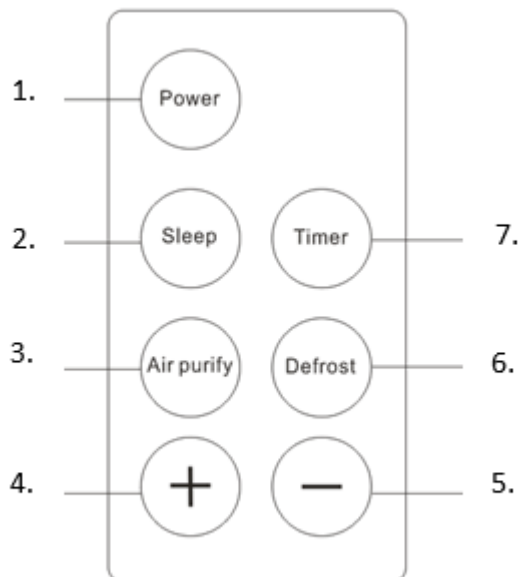 1. Power
2. Sleep Timer 7.
3. Air purify Defrost 6.
4. + − 5.